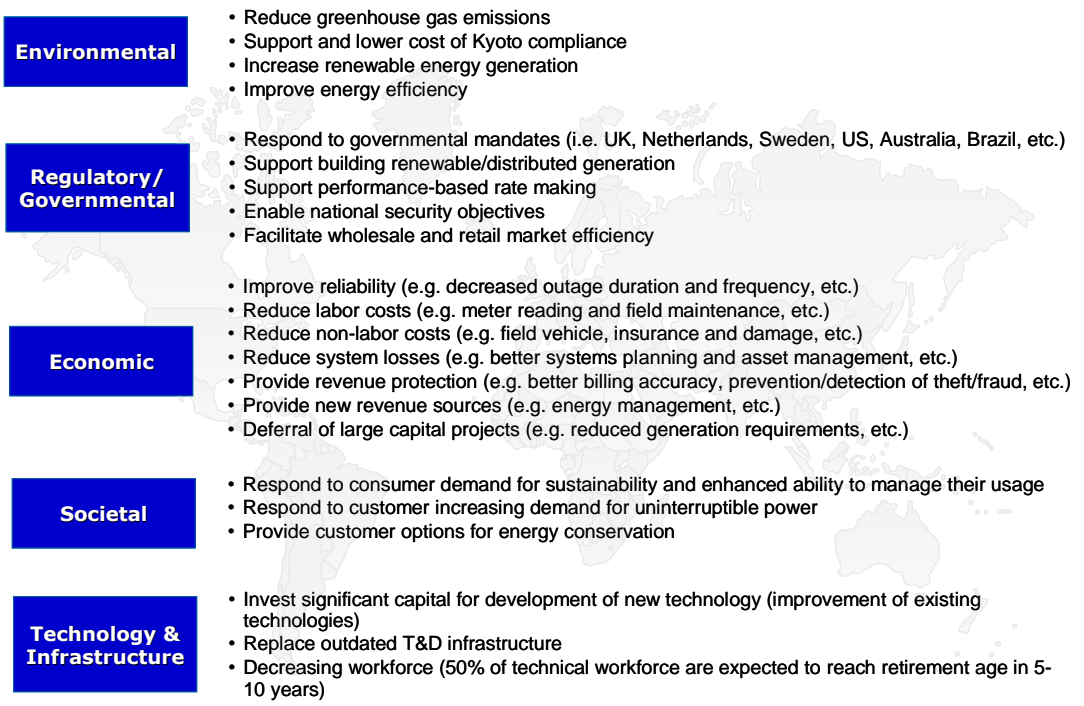 Environmental
• Reduce greenhouse gas emissions
• Support and lower cost of Kyoto compliance
• Increase renewable energy generation
• Improve energy efficiency
Regulatory/
Governmental
• Respond to governmental mandates (i.e. UK, Netherlands, Sweden, US, Australia, Brazil, etc.)
• Support building renewable/distributed generation
• Support performance-based rate making
• Enable national security objectives
• Facilitate wholesale and retail market efficiency
Economic
• Improve reliability (e.g. decreased outage duration and frequency, etc.)
• Reduce labor costs (e.g. meter reading and field maintenance, etc.)
• Reduce non-labor costs (e.g. field vehicle, insurance and damage, etc.)
• Reduce system losses (e.g. better systems planning and asset management, etc.)
• Provide revenue protection (e.g. better billing accuracy, prevention/detection of theft/fraud, etc.)
• Provide new revenue sources (e.g. energy management, etc.)
• Deferral of large capital projects (e.g. reduced generation requirements, etc.)
Societal
• Respond to consumer demand for sustainability and enhanced ability to manage their usage
• Respond to customer increasing demand for uninterruptible power
• Provide customer options for energy conservation
Technology &
Infrastructure
• Invest significant capital for development of new technology (improvement of existing
technologies)
• Replace outdated T&D infrastructure
• Decreasing workforce (50% of technical workforce are expected to reach retirement age in 5-
10 years)